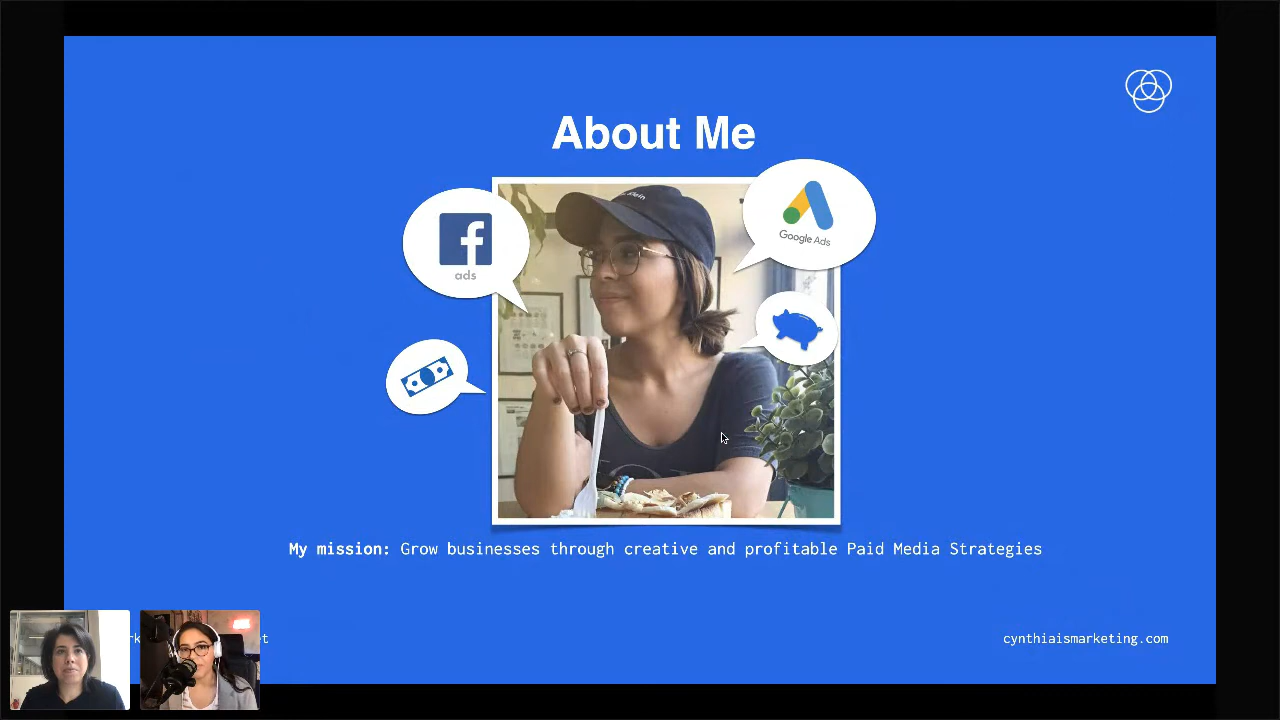 About Me
ads
Google Ads
My mission: Grow businesses through creative and profitable Paid Media Strategies
cynthiaismarketing.com